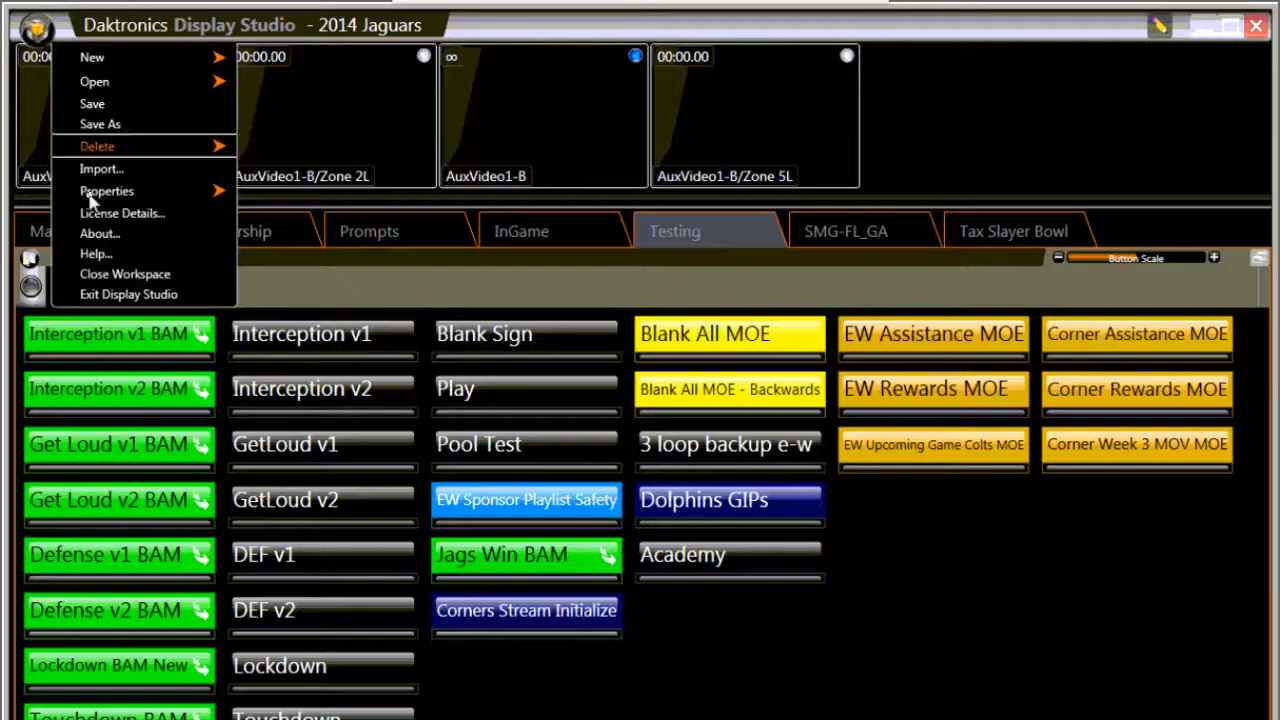 Daktronics Display Studio - 2014 Jaguars
00:00.00
∞
00:00.00
AuxVideo1-B/Zone 2L
AuxVideo1-B
AuxVideo1-B/Zone 5L
New
Open
Save
Save As
Delete
Import...
Properties
License Details...
About...
Help...
Close Workspace
Exit Display Studio
Prompts
InGame
Testing
SMG-FL_GA
Tax Slayer Bowl
Button Scale
Interception v1 BAM
Interception v1
Blank Sign
Blank All MOE
EW Assistance MOE
Corner Assistance MOE
Interception v2 BAM
Interception v2
Play
Blank All MOE - Backwards
EW Rewards MOE
Corner Rewards MOE
Get Loud v1 BAM
GetLoud v1
Pool Test
3 loop backup e-w
EW Upcoming Game Colts MOE
Corner Week 3 MOV MOE
Get Loud v2 BAM
GetLoud v2
EW Sponsor Playlist Safety
Dolphins GIPs
Defense v1 BAM
DEF v1
Jags Win BAM
Academy
Defense v2 BAM
DEF v2
Corners Stream Initialize
Lockdown BAM New
Lockdown
Touchdown BAM
Touchdown